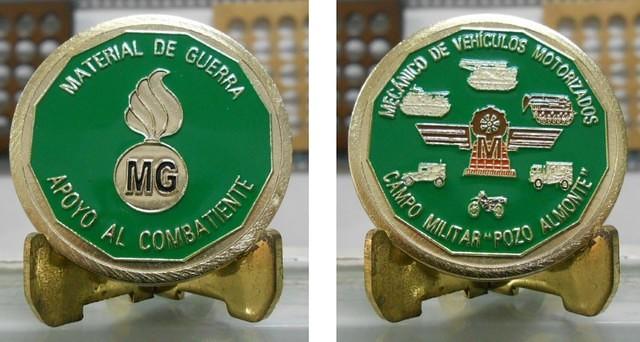 MATERIAL DE GUERRA
MG
APOYO AL COMBATIENTE
MECÁNICO DE VEHÍCULOS MOTORIZADOS
M
CAMPO MILITAR "POZO ALMONTE"